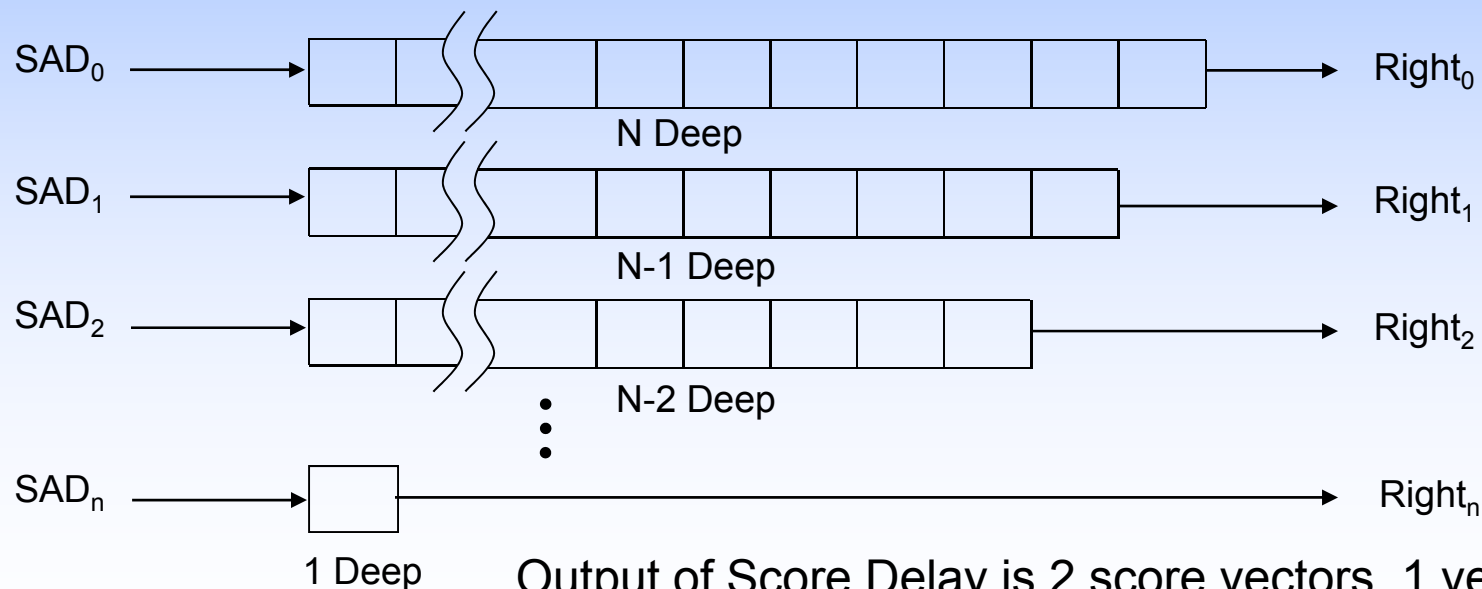 SAD₀ Right₀
N Deep
SAD₁ Right₁
N-1 Deep
SAD₂ Right₂
N-2 Deep
SADₙ Rightₙ
1 Deep
Output of Score Delay is 2 score vectors, 1 ve